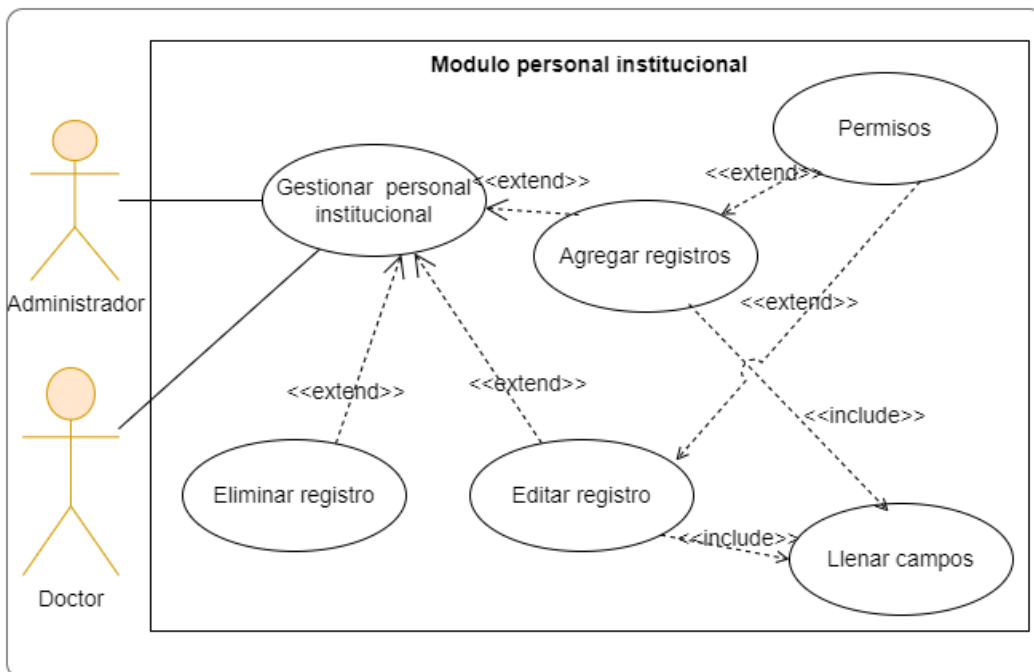 Modulo personal institucional
Permisos
Gestionar personal
institucional
<<extend>>
<<extend>>
Agregar registros
Administrador
<<extend>>
<<extend>>
<<extend>>
<<include>>
Eliminar registro
Editar registro
<<include>>
Llenar campos
Doctor